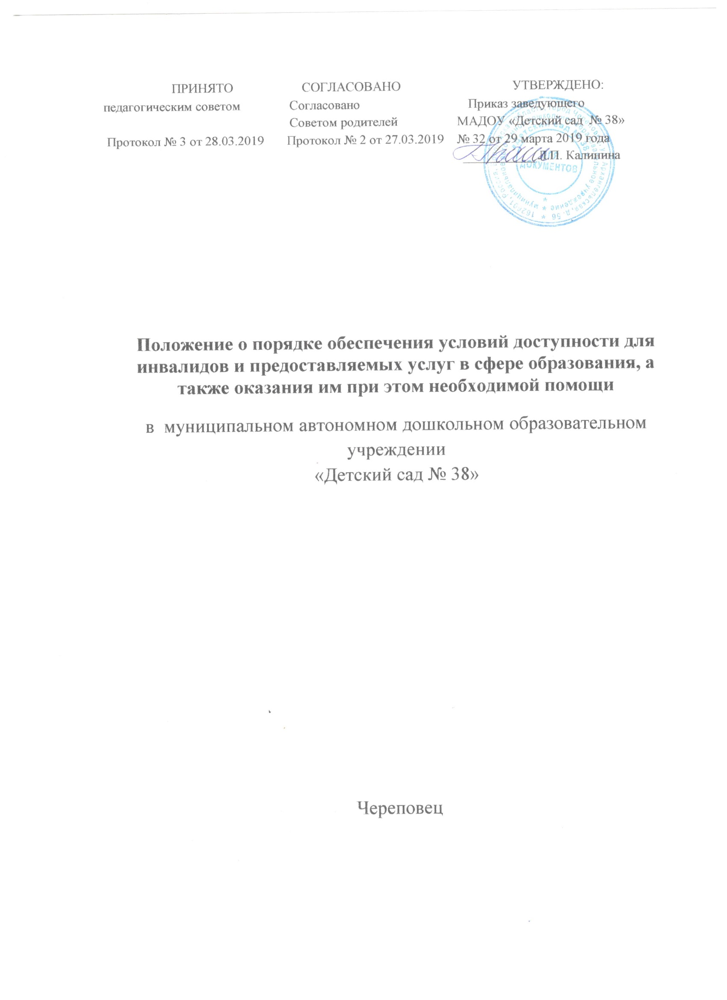 ПРИНЯТО
педагогическим советом
Протокол № 3 от 28.03.2019
СОГЛАСОВАНО
Согласовано
Советом родителей
Протокол № 2 от 27.03.2019
УТВЕРЖДЕНО:
Приказ заведующего
МАДОУ «Детский сад № 38»
№ 32 от 29 марта 2019 года
Л.П. Калинина
ДЛЯ
ДОКУМЕНТОВ
Положение о порядке обеспечения условий доступности для
инвалидов и предоставляемых услуг в сфере образования, а
также оказания им при этом необходимой помощи
в муниципальном автономном дошкольном образовательном
учреждении
«Детский сад № 38»
Череповец